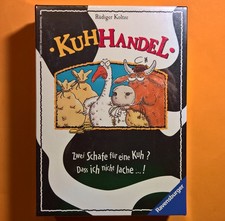 Rüdiger Koltze
KUHHANDEL
Zwei Schafe für eine Kuh?
Dass ich nicht lache...!
Ravensburger